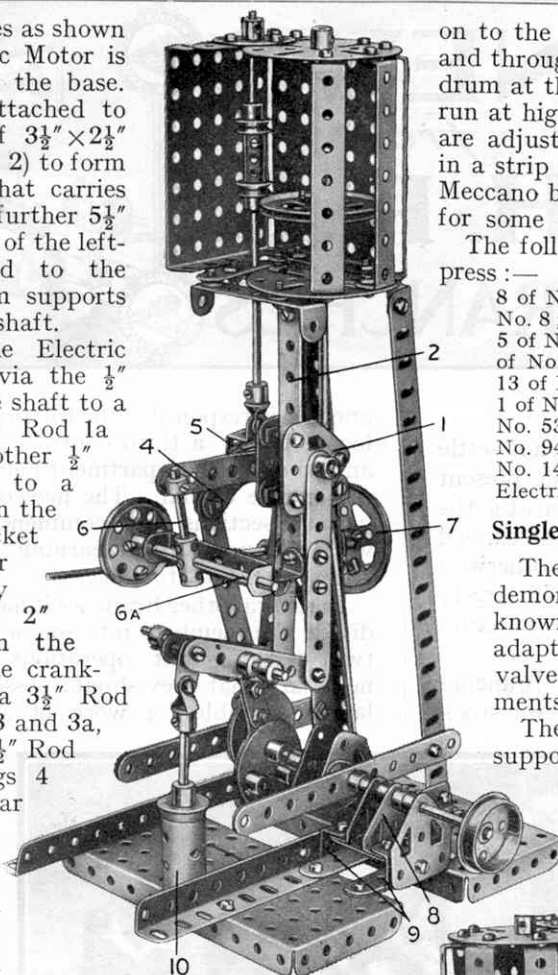 es as shown
c Motor is
the base.
ttached to
f 3½″×2½″
2) to form
hat carries
further 5½″
of the left-
d to the
n supports
shaft.
e Electric
via the ½″
e shaft to a
Rod 1a
other ½″
to a
n the
cket
r
y
2″
n the
e crank-
a 3½″ Rod
3 and 3a,
½″ Rod
gs 4
ar
on to the
and throug
drum at th
run at hig
are adjust
in a strip
Meccano b
for some
The foll
press :—
8 of N
No. 8
5 of N
of No.
13 of
1 of N
No. 53
No. 94
No. 14
Electr
Single
The
demon
known
adapt
valve
ments
The
suppo
2
1
5
4
6
7
6A
8
9
10